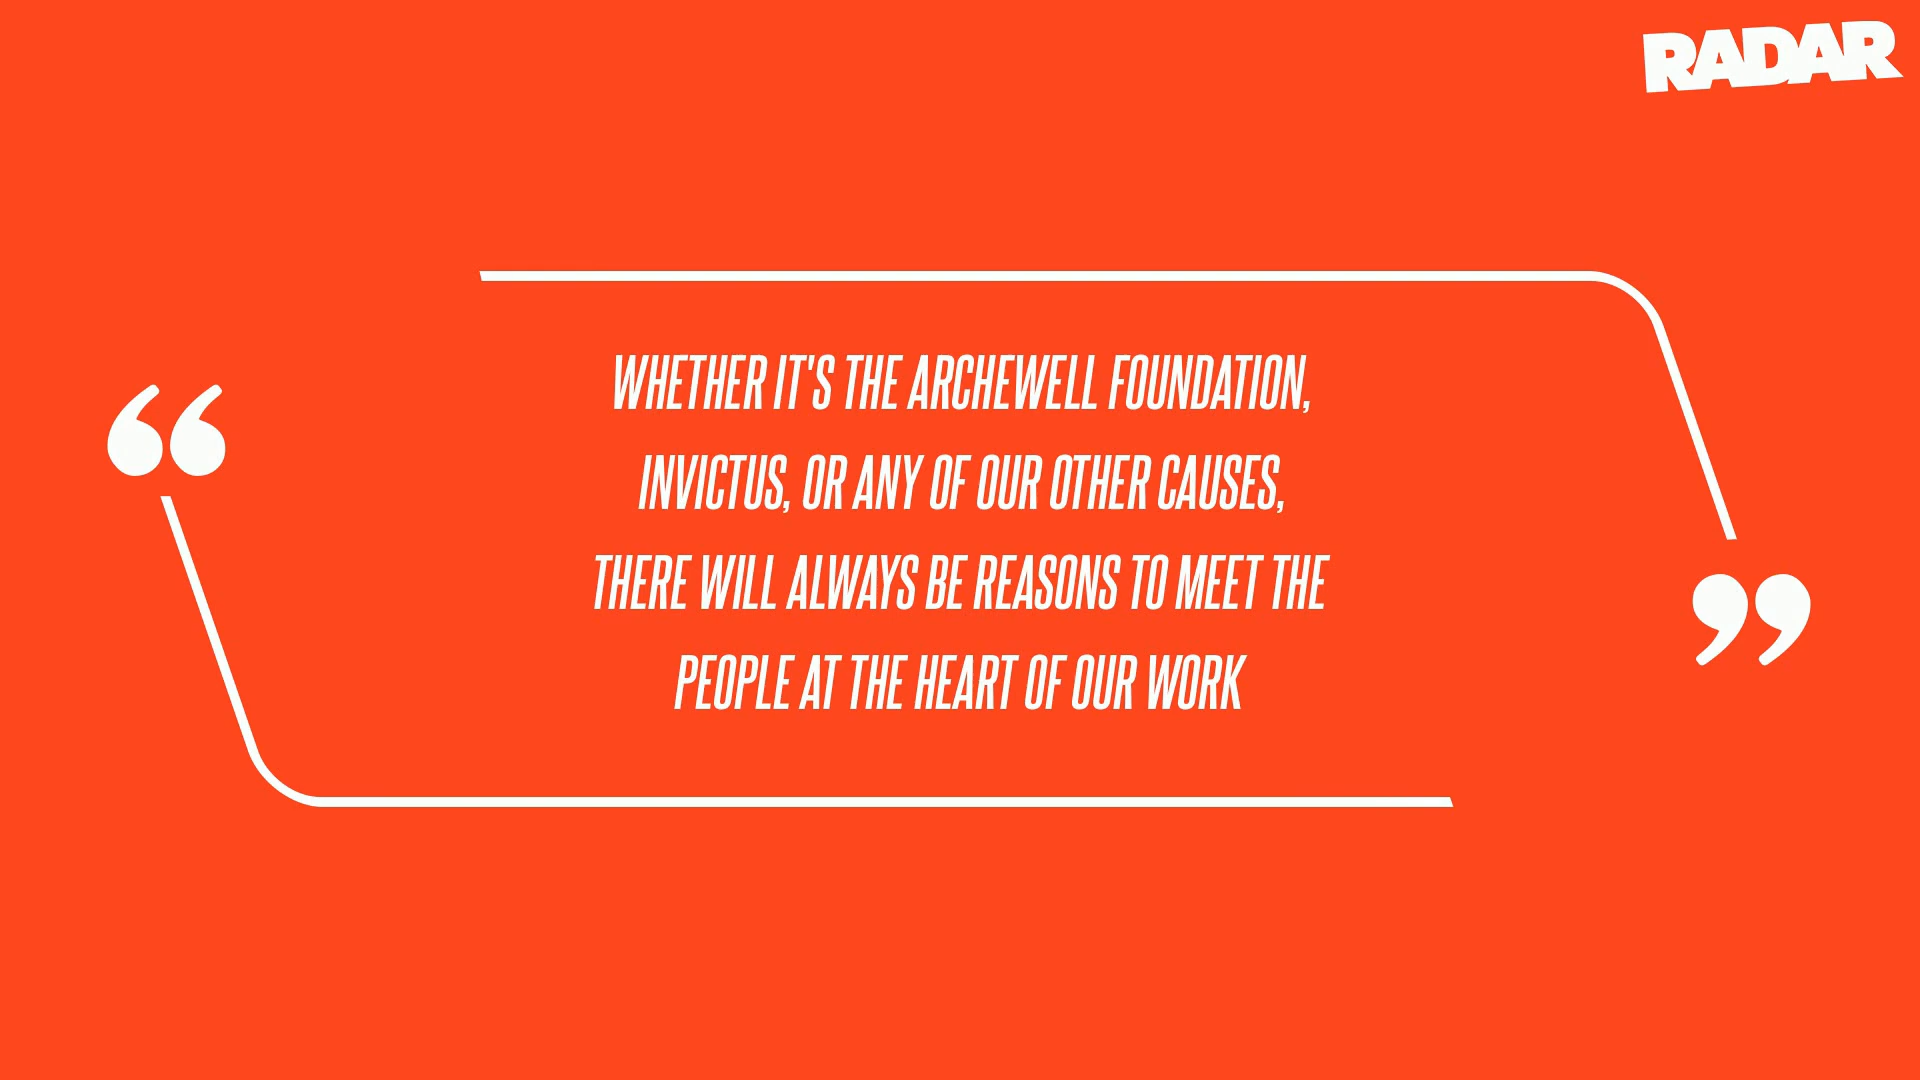 RADAR
WHETHER IT'S THE ARCHEWELL FOUNDATION,
INVICTUS, OR ANY OF OUR OTHER CAUSES,
THERE WILL ALWAYS BE REASONS TO MEET THE
PEOPLE AT THE HEART OF OUR WORK